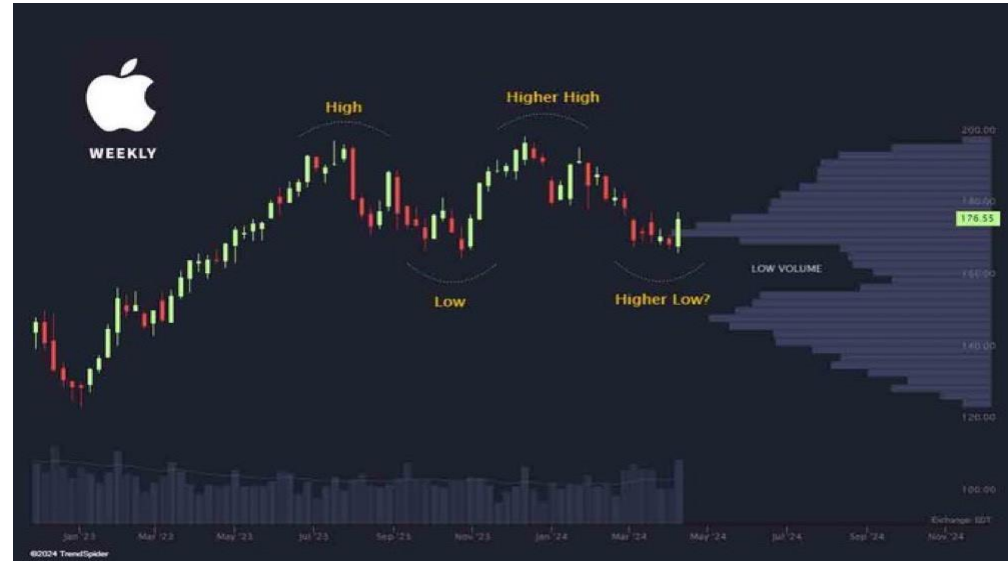 WEEKLY
High
Higher High
Low
Higher Low?
LOW VOLUME
200.00
180.00
176.55
160.00
140.00
120.00
100.00
Exchange: EDT
Jan '23
Mar '23
May '23
Jul '23
Sep '23
Nov '23
Jan '24
Mar '24
May '24
Jul '24
Sep '24
Nov '24
©2024 TrendSpider